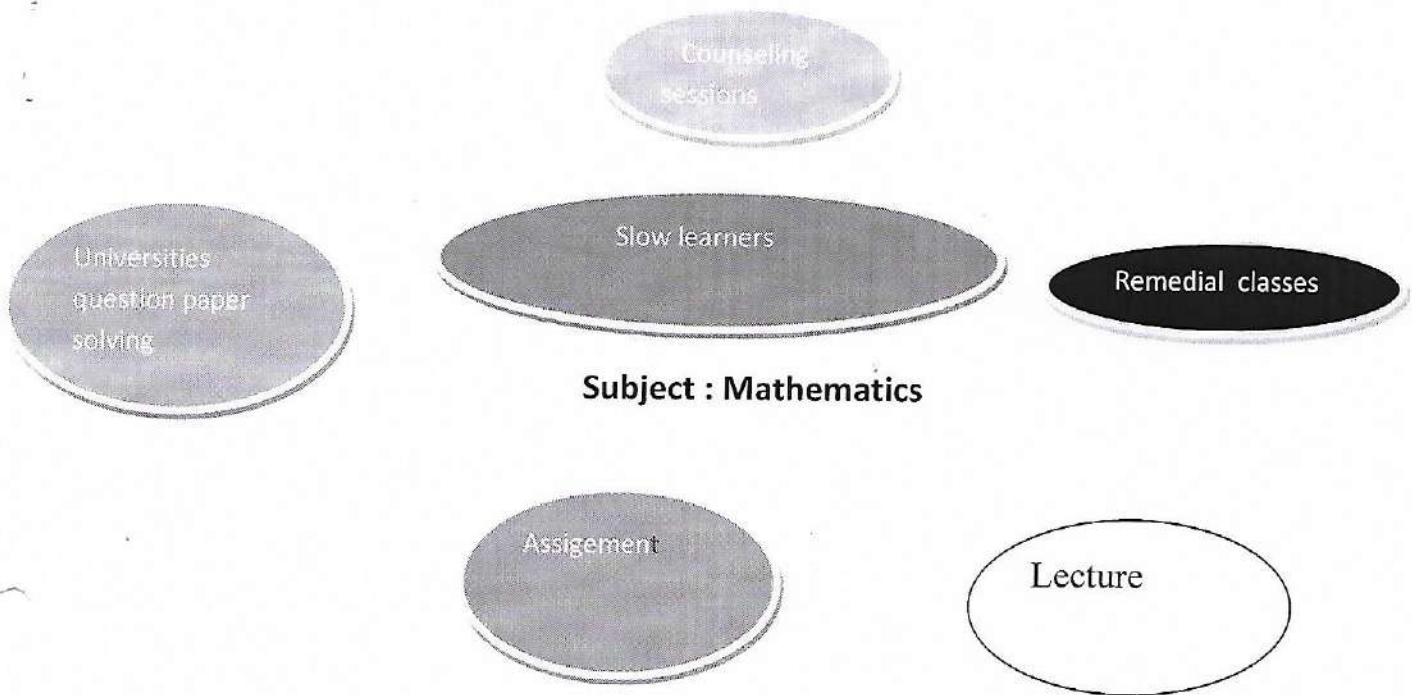 Counseling
sessions
Slow learners
Universities
question paper
solving
Remedial classes
Subject : Mathematics
Assigement
Lecture